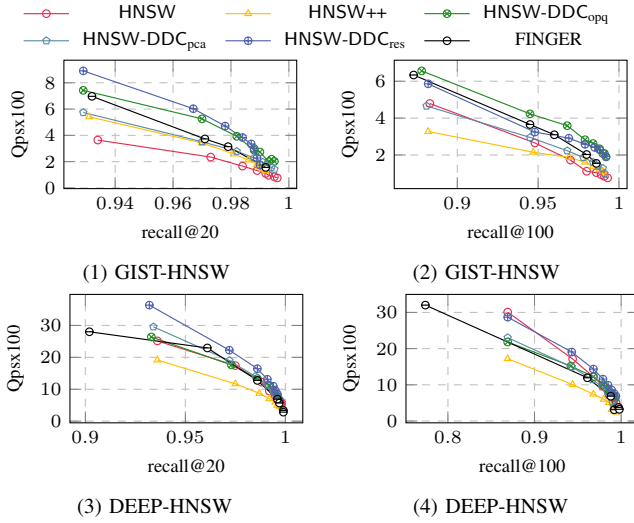 HNSW HNSW++ HNSW-DDCopq
HNSW-DDCpca HNSW-DDCres FINGER
Qpsx100
8
6
4
2
0
0.94 0.96 0.98 1
recall@20
(1) GIST-HNSW
Qpsx100
6
4
2
0.9 0.95 1
recall@100
(2) GIST-HNSW
Qpsx100
30
20
10
0
0.9 0.95 1
recall@20
(3) DEEP-HNSW
Qpsx100
30
20
10
0
0.8 0.9 1
recall@100
(4) DEEP-HNSW